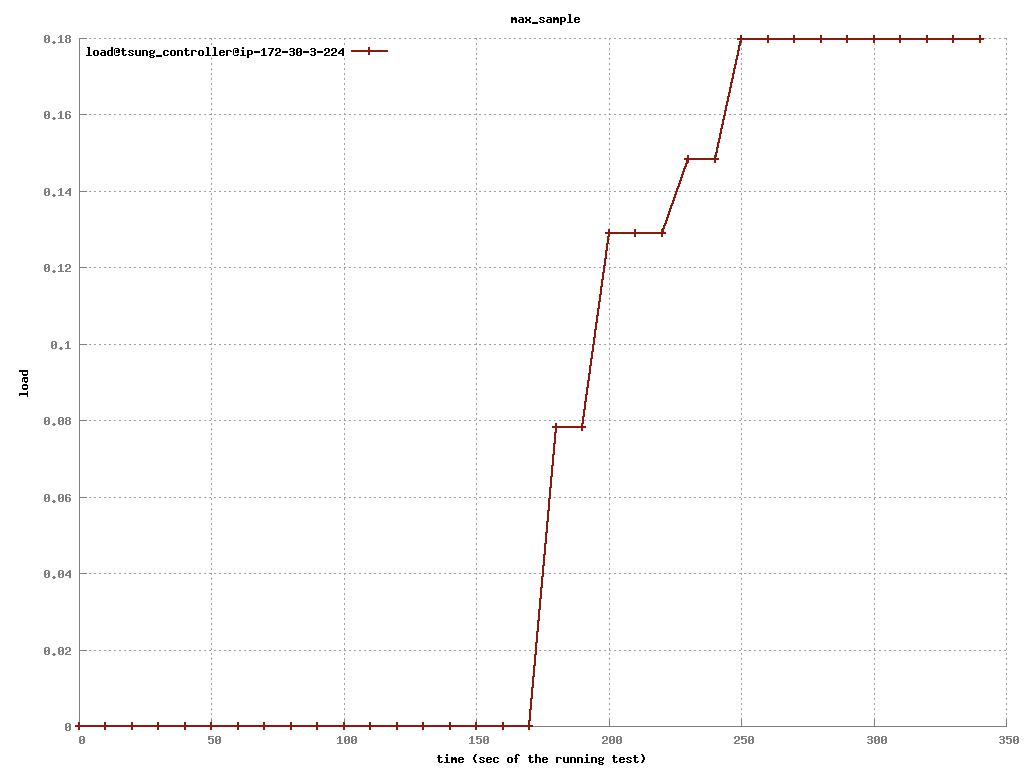 max_sample
load@tsung_controller@ip-172-30-3-224
0.18
0.16
0.14
0.12
0.1
0.08
0.06
0.04
0.02
0
load
0 50 100 150 200 250 300 350
time (sec of the running test)